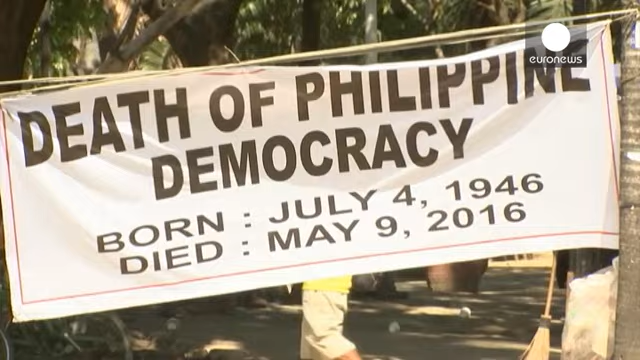 euronews
DEATH OF PHILIPPINE
DEMOCRACY
BORN : JULY 4, 1946
DIED : MAY 9, 2016